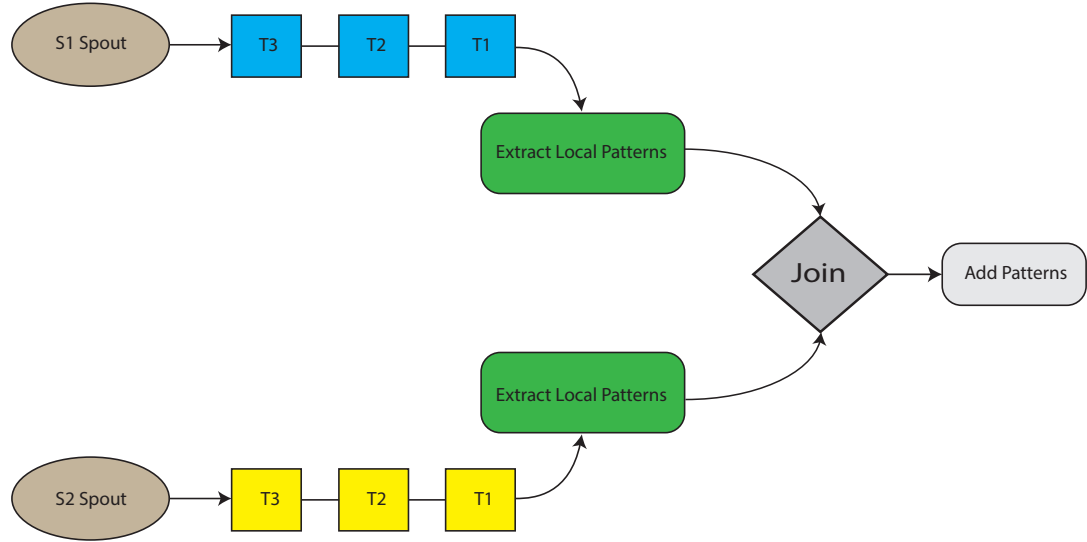 S1 Spout
T3
T2
T1
Extract Local Patterns
Join
Add Patterns
Extract Local Patterns
S2 Spout
T3
T2
T1